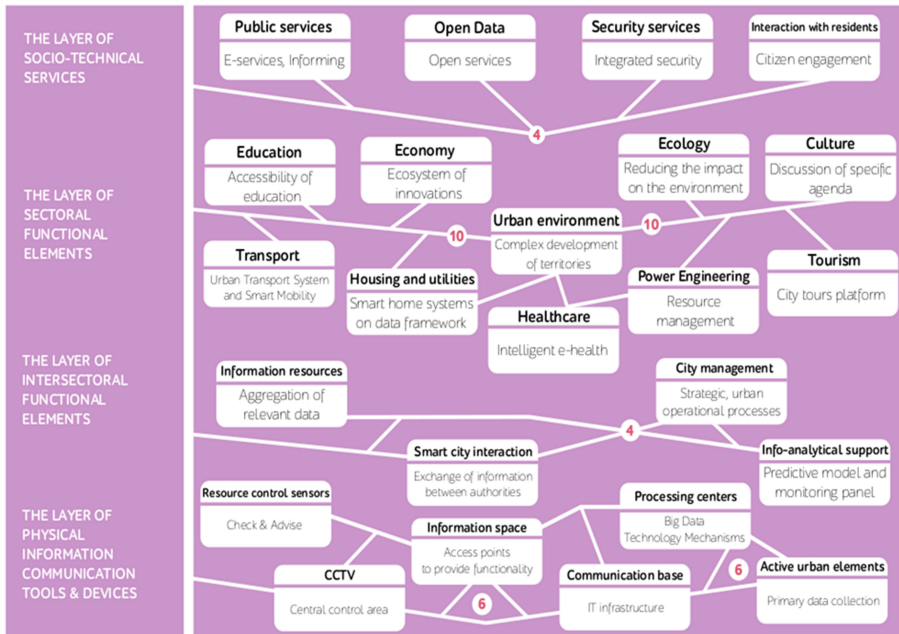 THE LAYER OF
SOCIO-TECHNICAL
SERVICES
Public services
E-services, Informing
Open Data
Open services
Security services
Integrated security
Interaction with residents
Citizen engagement
4
THE LAYER OF
SECTORAL
FUNCTIONAL
ELEMENTS
Education
Accessibility of
education
Economy
Ecosystem of
innovations
Ecology
Reducing the impact
on the environment
Culture
Discussion of specific
agenda
10
Urban environment
Complex development
of territories
10
Transport
Urban Transport System
and Smart Mobility
Housing and utilities
Smart home systems
on data framework
Healthcare
Intelligent e-health
Power Engineering
Resource
management
Tourism
City tours platform
THE LAYER OF
INTERSECTORAL
FUNCTIONAL
ELEMENTS
Information resources
Aggregation of
relevant data
City management
Strategic, urban
operational processes
4
Smart city interaction
Exchange of information
between authorities
Info-analytical support
Predictive model and
monitoring panel
THE LAYER OF
PHYSICAL
INFORMATION
COMMUNICATION
TOOLS & DEVICES
Resource control sensors
Check & Advise
Information space
Access points
to provide functionality
Processing centers
Big Data
Technology Mechanisms
CCTV
Central control area
6
Communication base
IT infrastructure
6
Active urban elements
Primary data collection